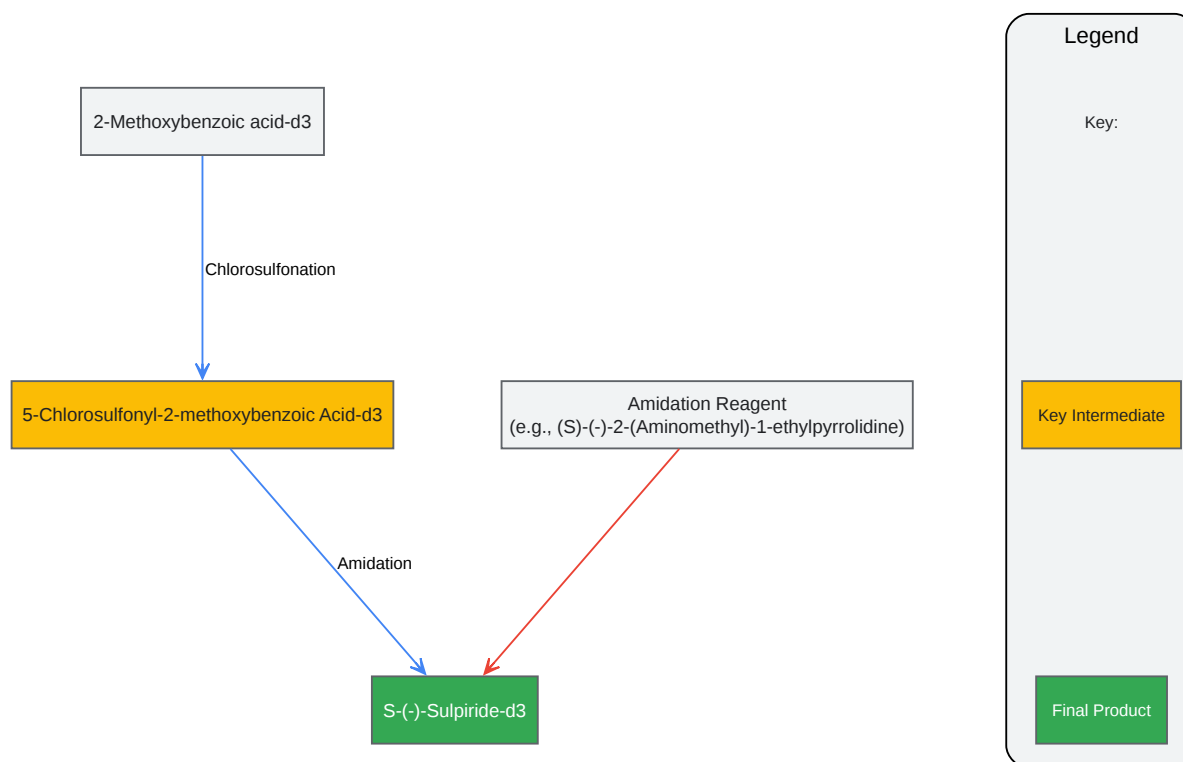 Legend
2-Methoxybenzoic acid-d3
Key:
Chlorosulfonation
5-Chlorosulfonyl-2-methoxybenzoic Acid-d3
Amidation Reagent
(e.g., (S)-(-)-2-(Aminomethyl)-1-ethylpyrrolidine)
Key Intermediate
Amidation
S-(-)-Sulpiride-d3
Final Product